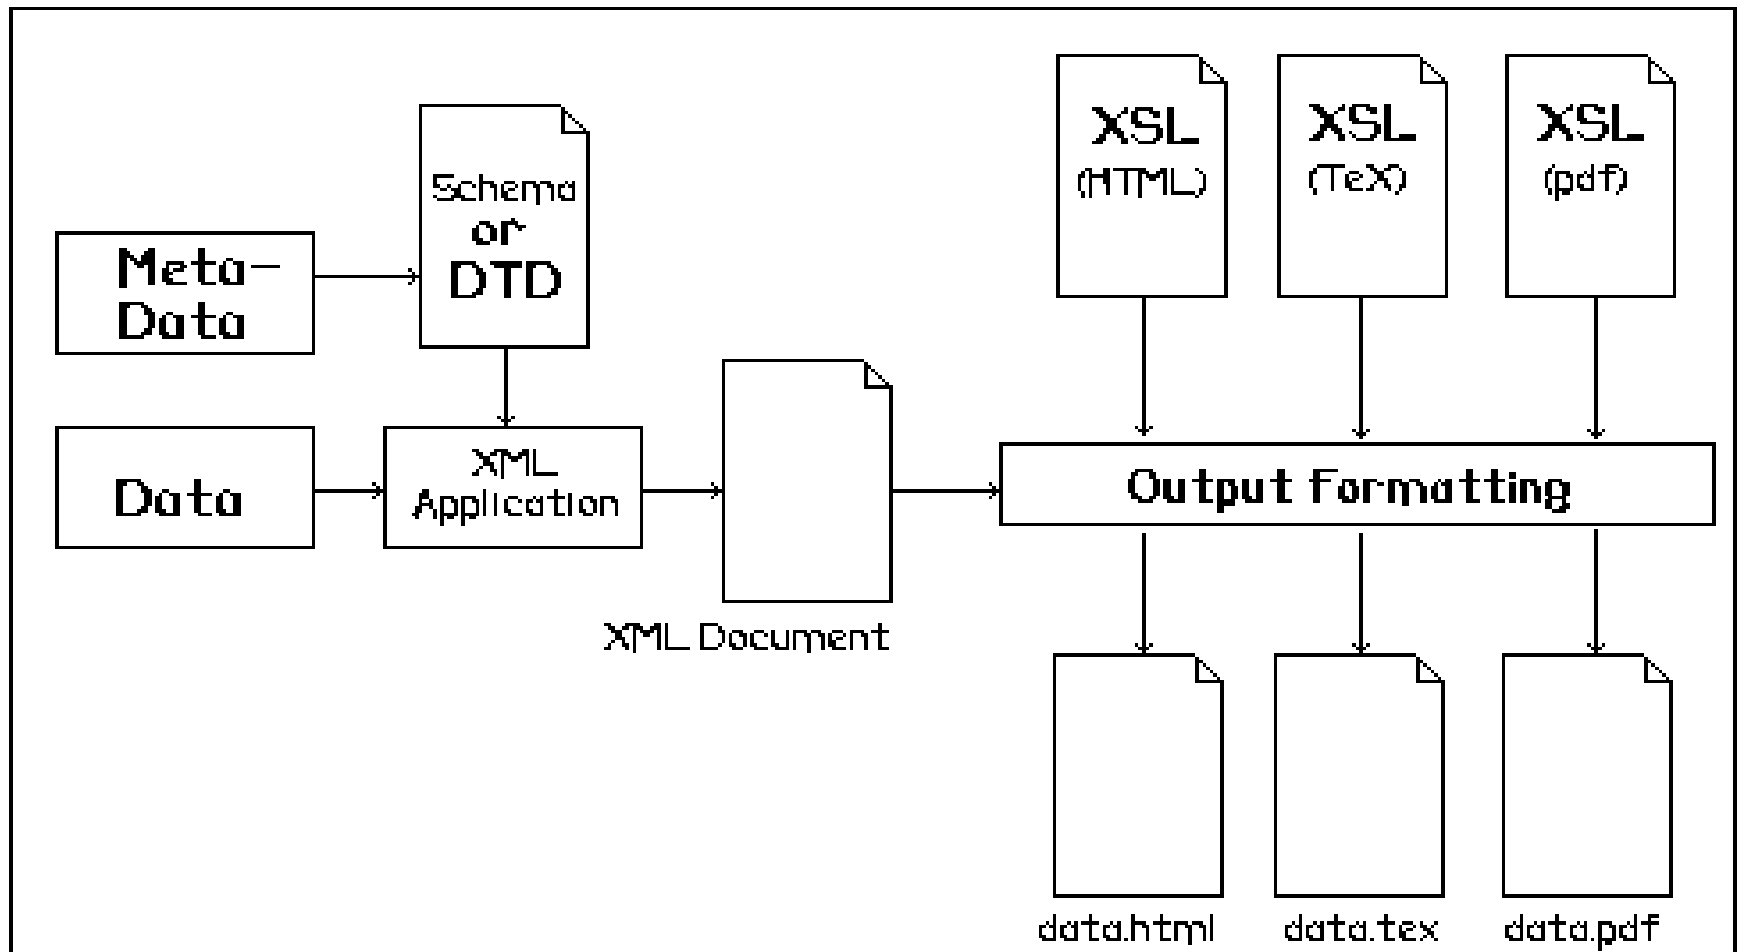 XSL
(HTML)
XSL
(TeX)
XSL
(pdf)
Schema
or
DTD
Meta-
Data
Data
XML
Application
XML Document
Output Formatting
data.html
data.tex
data.pdf